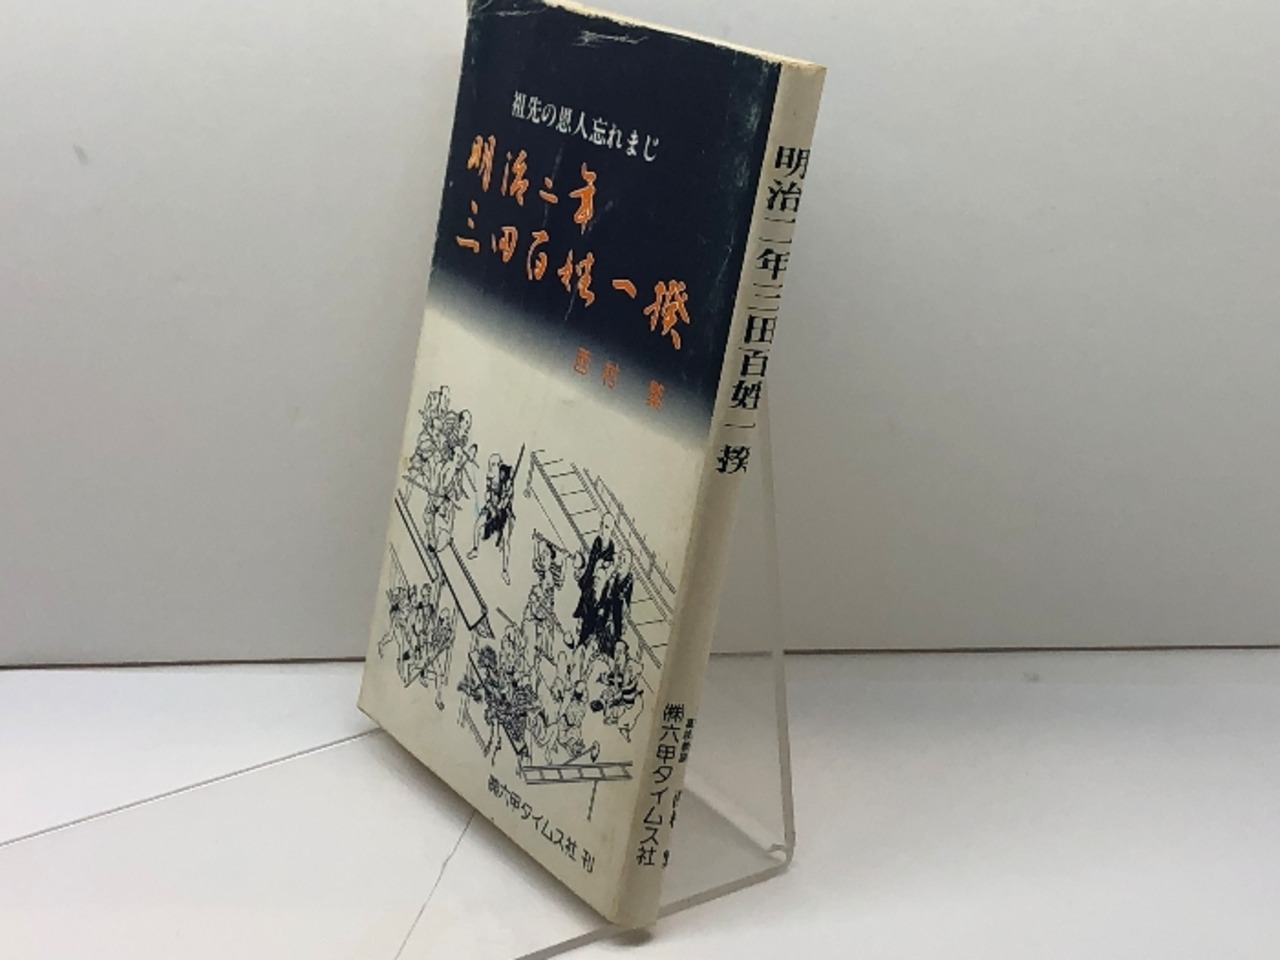 祖先の恩人忘れまじ
明治二年
三田百姓一揆
西村
㈱六甲タイムス社 刊
明治二年三田百姓一揆
㈱六甲タイムス社